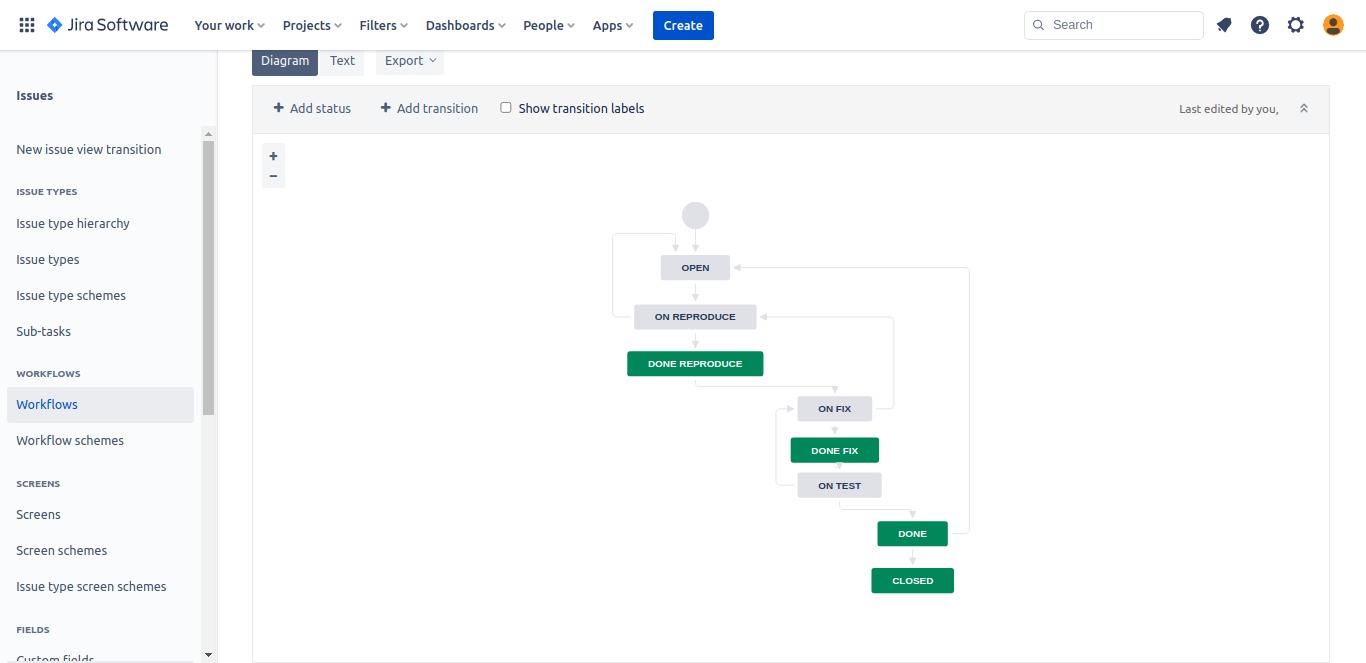 Jira Software Your work Projects Filters Dashboards People Apps Create Search
Diagram Text Export
Issues
New issue view transition
ISSUE TYPES
Issue type hierarchy
Issue types
Issue type schemes
Sub-tasks
WORKFLOWS
Workflows
Workflow schemes
SCREENS
Screens
Screen schemes
Issue type screen schemes
FIELDS
Custom fields
Add status Add transition Show transition labels Last edited by you,
OPEN
ON REPRODUCE
DONE REPRODUCE
ON FIX
DONE FIX
ON TEST
DONE
CLOSED